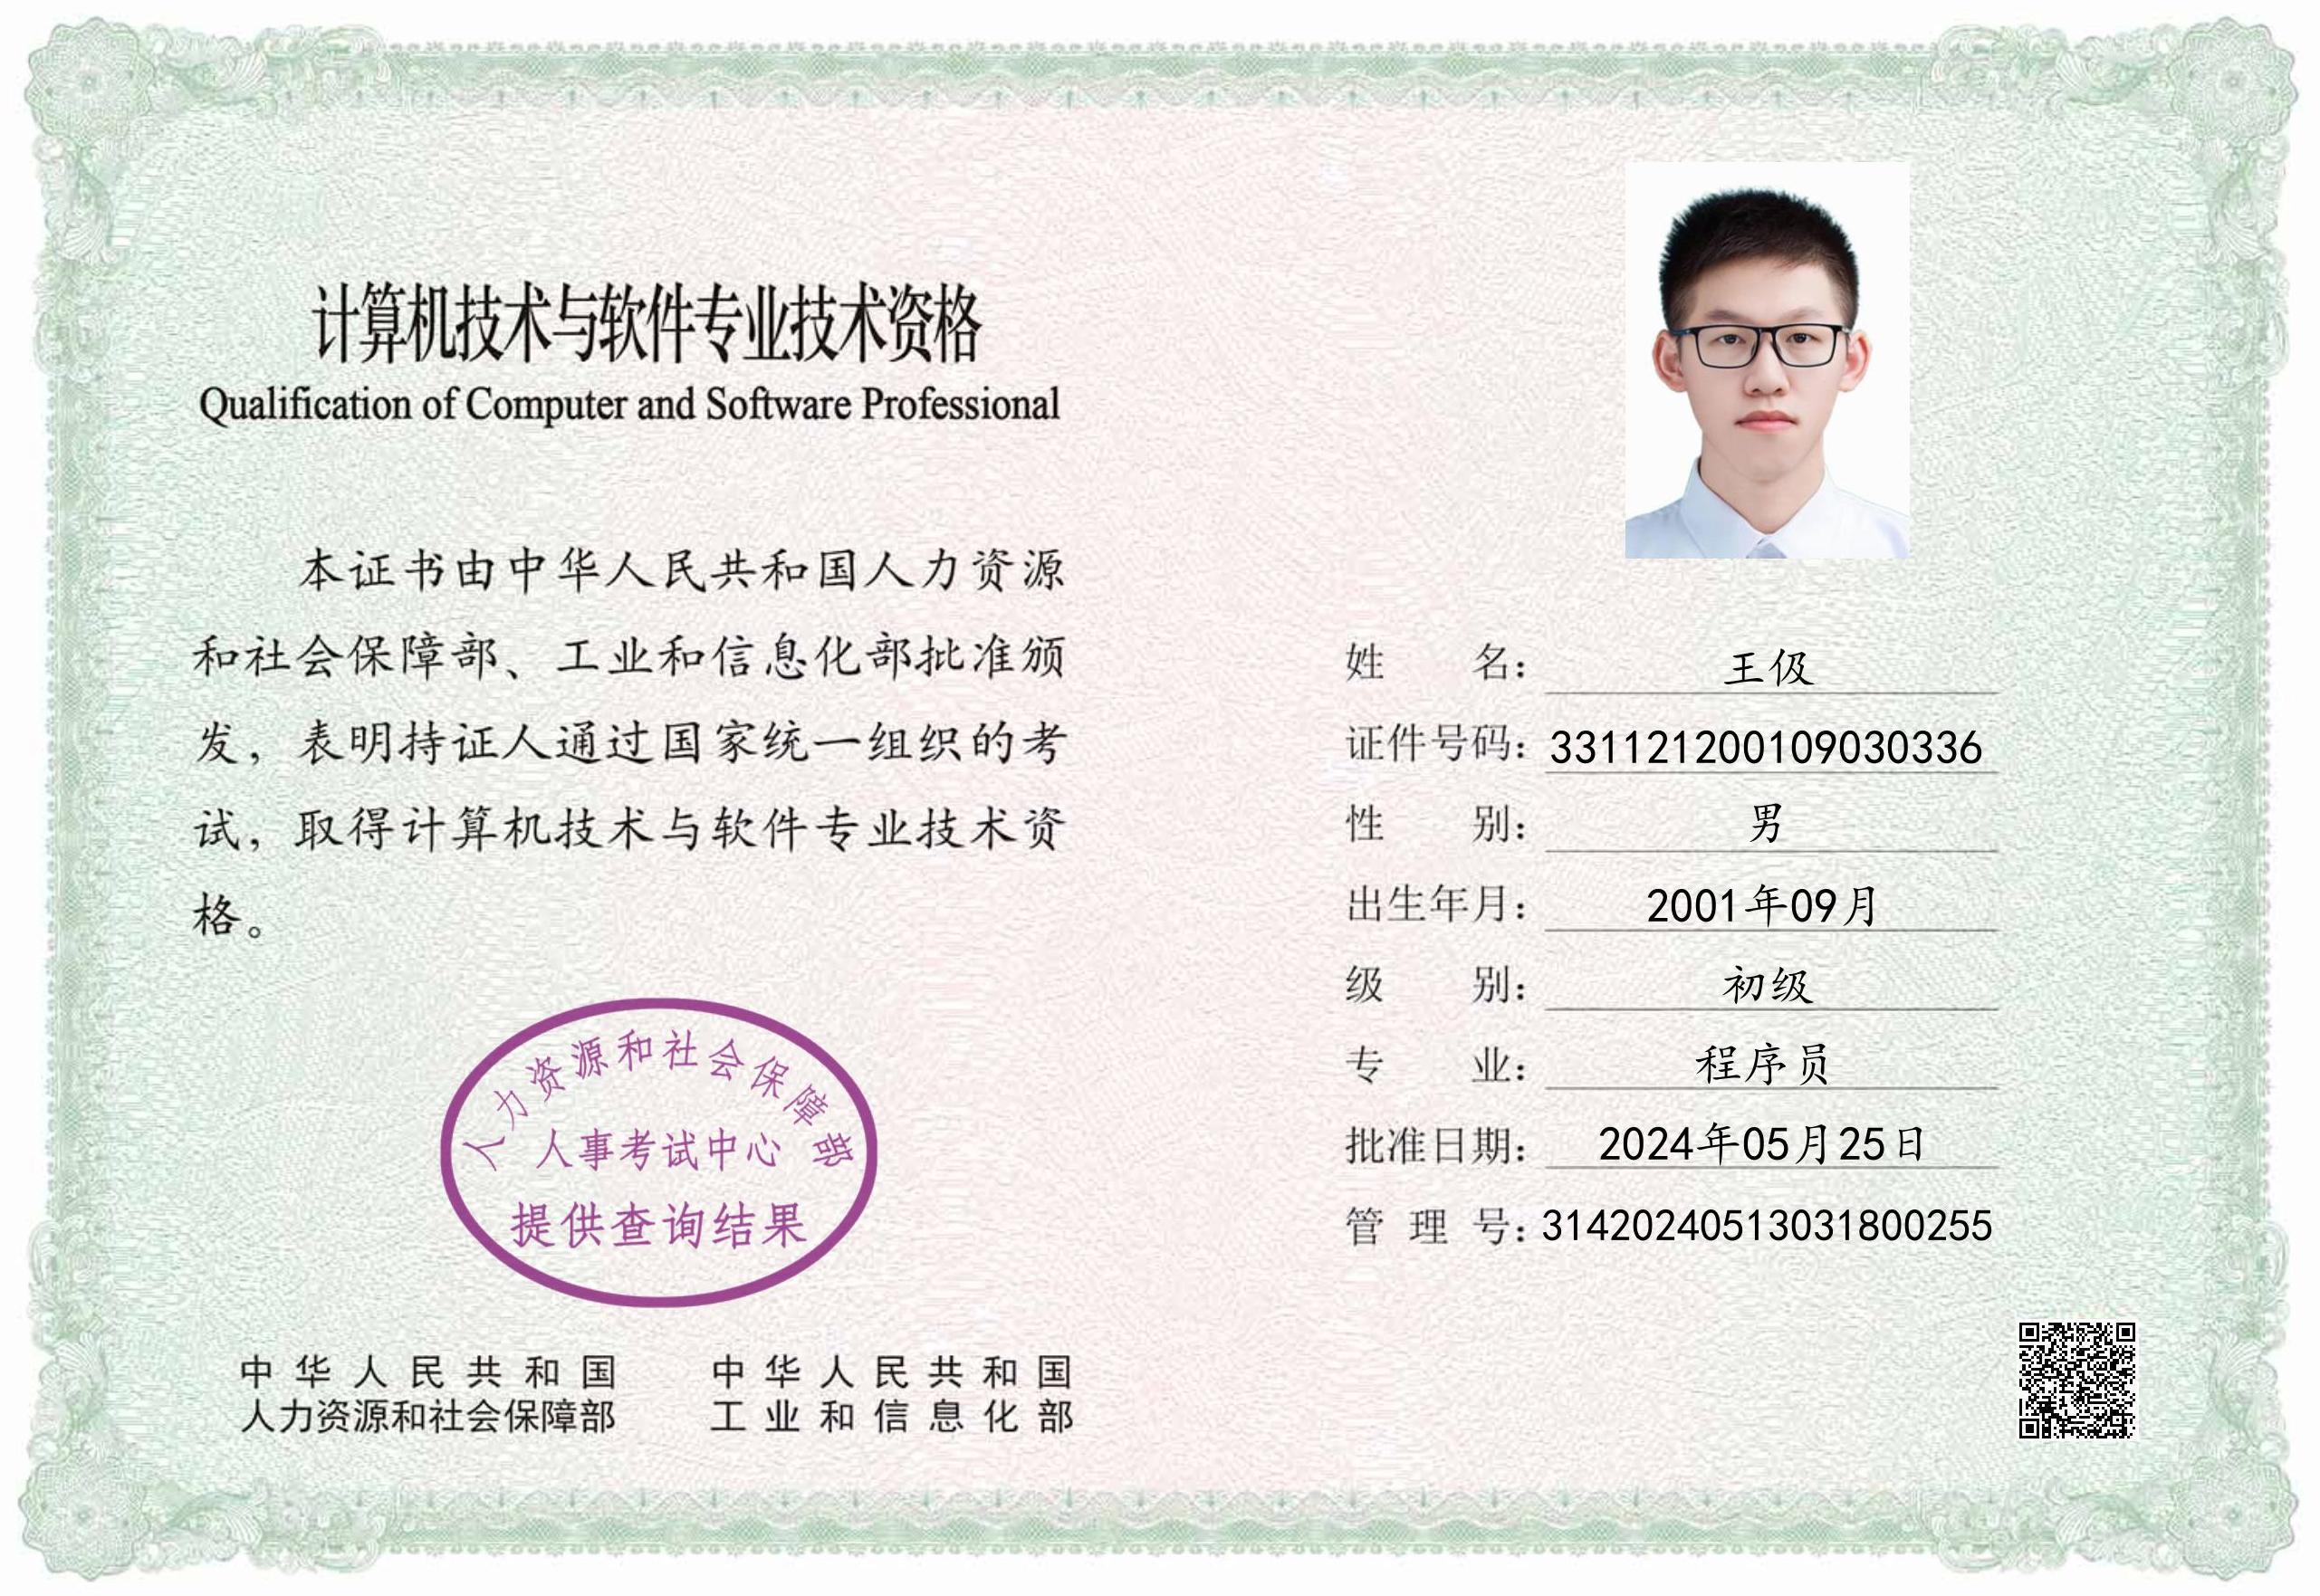 计算机技术与软件专业技术资格
Qualification of Computer and Software Professional
本证书由中华人民共和国人力资源
和社会保障部、工业和信息化部批准颁
发，表明持证人通过国家统一组织的考
试，取得计算机技术与软件专业技术资
格。
人力资源和社会保障部
人事考试中心
提供查询结果
中华人民共和国
人力资源和社会保障部
中华人民共和国
工业和信息化部
姓名：王伋
证件号码：331121200109030336
性别：男
出生年月：2001年09月
级别：初级
专业：程序员
批准日期：2024年05月25日
管理号：31420240513031800255